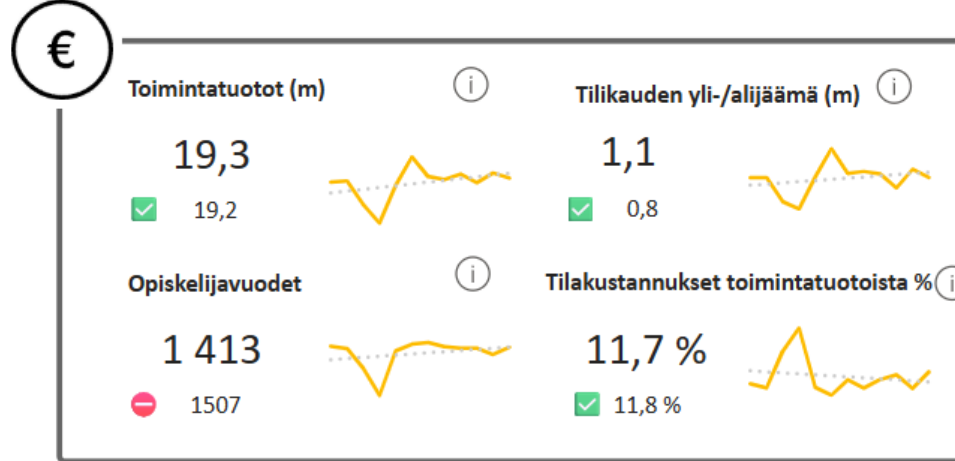 €
Toimintatuotot (m) i
19,3
19,2
Tilikauden yli-/alijäämä (m) i
1,1
0,8
Opiskelijavuodet i
1 413
1507
Tilakustannukset toimintatuotoista % i
11,7 %
11,8 %